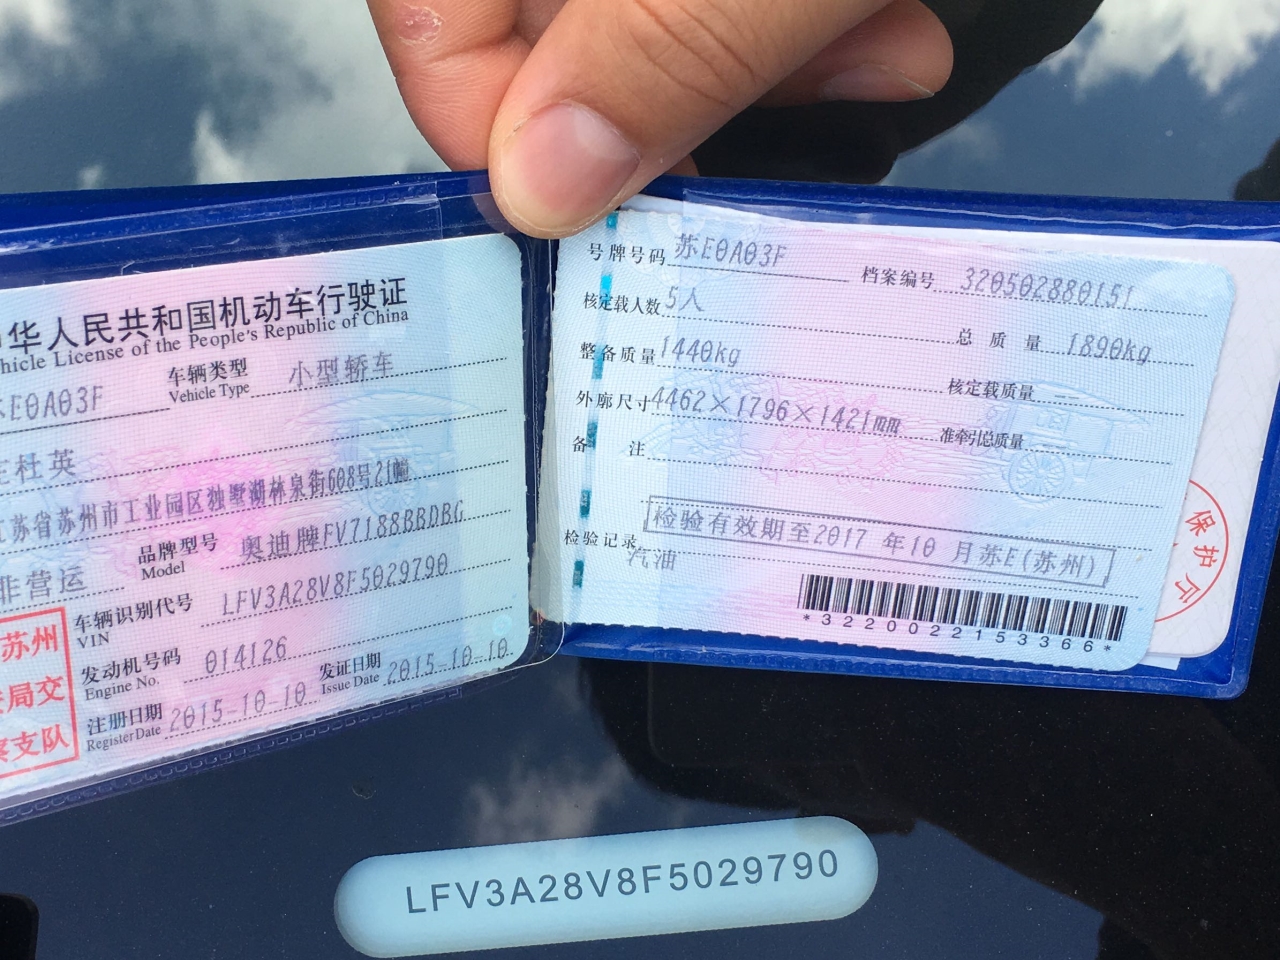 华人民共和国机动车行驶证
hicle License of the People's Republic of China
E0A03F 车辆类型 Vehicle Type 小型轿车
杜英
江苏省苏州市工业园区独墅湖林泉街608号21幢
非营运 品牌型号 Model 奥迪牌FV7188BBDBG
车辆识别代号 VIN LFV3A28V8F5029790
发动机号码 Engine No. 014126 发证日期 Issue Date 2015-10-10
注册日期 Register Date 2015-10-10
苏州
局交
察支队
号牌号码 苏E0A03F 档案编号 320502880151
核定载人数 5人 总质量 1890kg
整备质量 1440kg 核定载质量 --
外廓尺寸 4462×1796×1421mm 准牵引总质量
备注
检验有效期至2017 年10 月苏E(苏州)
检验记录
汽油
*3220022153366*
保护厅
LFV3A28V8F5029790